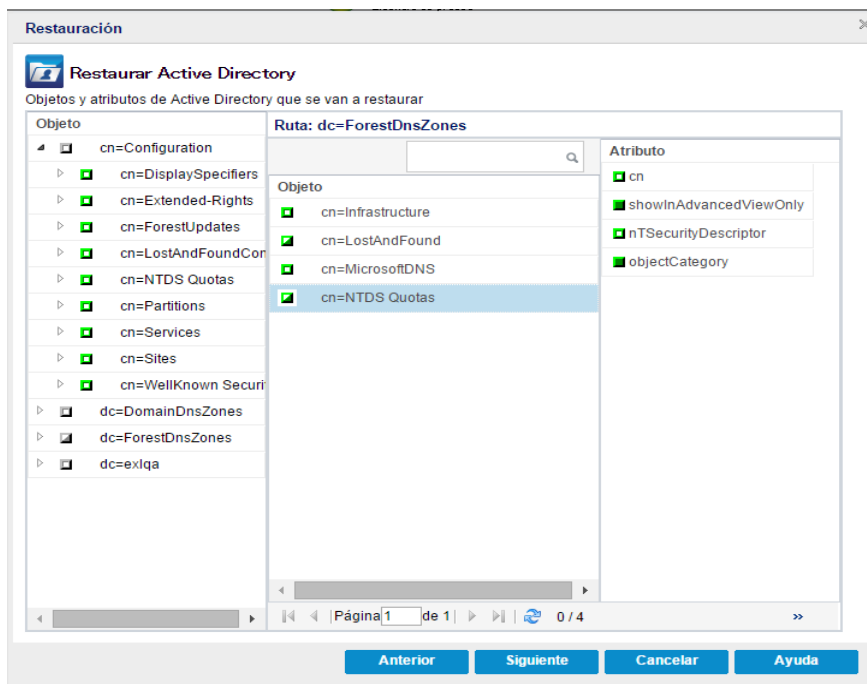 Restauración
Restaurar Active Directory
Objetos y atributos de Active Directory que se van a restaurar
Objeto
cn=Configuration
cn=DisplaySpecifiers
cn=Extended-Rights
cn=ForestUpdates
cn=LostAndFoundCon
cn=NTDS Quotas
cn=Partitions
cn=Services
cn=Sites
cn=WellKnown Securi
dc=DomainDnsZones
dc=ForestDnsZones
dc=exlqa
Ruta: dc=ForestDnsZones
Objeto
cn=Infrastructure
cn=LostAndFound
cn=MicrosoftDNS
cn=NTDS Quotas
Página 1 de 1
0 / 4
Atributo
cn
showInAdvancedViewOnly
nTSecurityDescriptor
objectCategory
Anterior
Siguiente
Cancelar
Ayuda